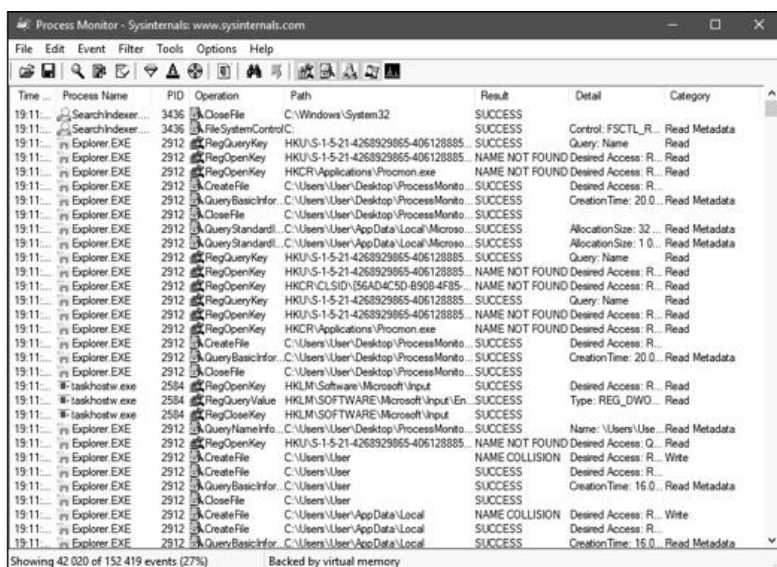 Process Monitor - Sysinternals: www.sysinternals.com
File Edit Event Filter Tools Options Help
Time ... Process Name PID Operation Path Result Detail Category
19:11:... SearchIndexer.... 3436 CloseFile C:\Windows\System32 SUCCESS
19:11:... SearchIndexer.... 3436 FileSystemControl C: SUCCESS Control: FSCTL_R... Read Metadata
19:11:... Explorer.EXE 2912 RegQueryKey HKU\S-1-5-21-4268929865-406128885... SUCCESS Query: Name Read
19:11:... Explorer.EXE 2912 RegOpenKey HKU\S-1-5-21-4268929865-406128885... NAME NOT FOUND Desired Access: R... Read
19:11:... Explorer.EXE 2912 RegOpenKey HKCR\Applications\Procmon.exe NAME NOT FOUND Desired Access: R... Read
19:11:... Explorer.EXE 2912 CreateFile C:\Users\User\Desktop\ProcessMonito... SUCCESS Desired Access: R...
19:11:... Explorer.EXE 2912 QueryBasicInfor... C:\Users\User\Desktop\ProcessMonito... SUCCESS CreationTime: 20.0... Read Metadata
19:11:... Explorer.EXE 2912 CloseFile C:\Users\User\Desktop\ProcessMonito... SUCCESS
19:11:... Explorer.EXE 2912 QueryStandardI... C:\Users\User\AppData\Local\Microso... SUCCESS AllocationSize: 32 ... Read Metadata
19:11:... Explorer.EXE 2912 QueryStandardI... C:\Users\User\AppData\Local\Microso... SUCCESS AllocationSize: 1 0... Read Metadata
19:11:... Explorer.EXE 2912 RegQueryKey HKU\S-1-5-21-4268929865-406128885... SUCCESS Query: Name Read
19:11:... Explorer.EXE 2912 RegOpenKey HKU\S-1-5-21-4268929865-406128885... NAME NOT FOUND Desired Access: R... Read
19:11:... Explorer.EXE 2912 RegOpenKey HKCR\CLSID\{56AD4C5D-B908-4F85-... NAME NOT FOUND Desired Access: R... Read
19:11:... Explorer.EXE 2912 RegQueryKey HKU\S-1-5-21-4268929865-406128885... SUCCESS Query: Name Read
19:11:... Explorer.EXE 2912 RegOpenKey HKU\S-1-5-21-4268929865-406128885... NAME NOT FOUND Desired Access: R... Read
19:11:... Explorer.EXE 2912 RegOpenKey HKCR\Applications\Procmon.exe NAME NOT FOUND Desired Access: R... Read
19:11:... Explorer.EXE 2912 CreateFile C:\Users\User\Desktop\ProcessMonito... SUCCESS Desired Access: R...
19:11:... Explorer.EXE 2912 QueryBasicInfor... C:\Users\User\Desktop\ProcessMonito... SUCCESS CreationTime: 20.0... Read Metadata
19:11:... Explorer.EXE 2912 CloseFile C:\Users\User\Desktop\ProcessMonito... SUCCESS
19:11:... taskhostw.exe 2584 RegOpenKey HKLM\Software\Microsoft\Input SUCCESS Desired Access: R... Read
19:11:... taskhostw.exe 2584 RegQueryValue HKLM\SOFTWARE\Microsoft\Input\En... SUCCESS Type: REG_DWO... Read
19:11:... taskhostw.exe 2584 RegCloseKey HKLM\SOFTWARE\Microsoft\Input SUCCESS
19:11:... Explorer.EXE 2912 QueryNameInfo... C:\Users\User\Desktop\ProcessMonito... SUCCESS Name: \Users\Use... Read Metadata
19:11:... Explorer.EXE 2912 RegOpenKey HKU\S-1-5-21-4268929865-406128885... NAME NOT FOUND Desired Access: Q... Read
19:11:... Explorer.EXE 2912 CreateFile C:\Users\User NAME COLLISION Desired Access: R... Write
19:11:... Explorer.EXE 2912 CreateFile C:\Users\User SUCCESS Desired Access: R...
19:11:... Explorer.EXE 2912 QueryBasicInfor... C:\Users\User SUCCESS CreationTime: 16.0... Read Metadata
19:11:... Explorer.EXE 2912 CloseFile C:\Users\User SUCCESS
19:11:... Explorer.EXE 2912 CreateFile C:\Users\User\AppData\Local NAME COLLISION Desired Access: R... Write
19:11:... Explorer.EXE 2912 CreateFile C:\Users\User\AppData\Local SUCCESS Desired Access: R...
19:11:... Explorer.EXE 2912 QueryBasicInfor... C:\Users\User\AppData\Local SUCCESS CreationTime: 16.0... Read Metadata
Showing 42 020 of 152 419 events (27%) Backed by virtual memory